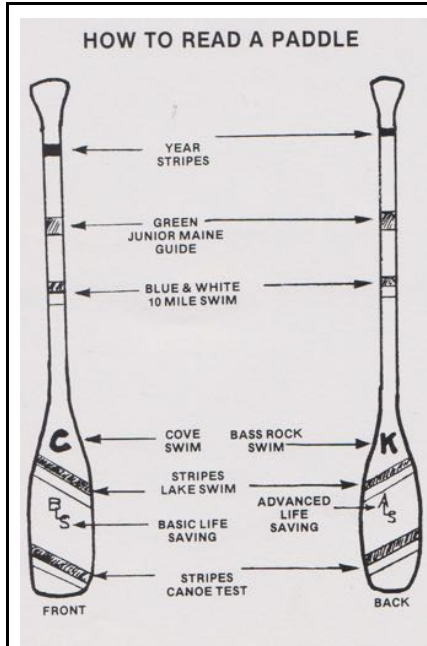 HOW TO READ A PADDLE
YEAR
STRIPES
GREEN
JUNIOR MAINE
GUIDE
BLUE & WHITE
10 MILE SWIM
C
COVE
SWIM
BASS ROCK
SWIM
K
STRIPES
LAKE SWIM
BLS
BASIC LIFE
SAVING
ADVANCED
LIFE
SAVING
ALS
STRIPES
CANOE TEST
FRONT
BACK